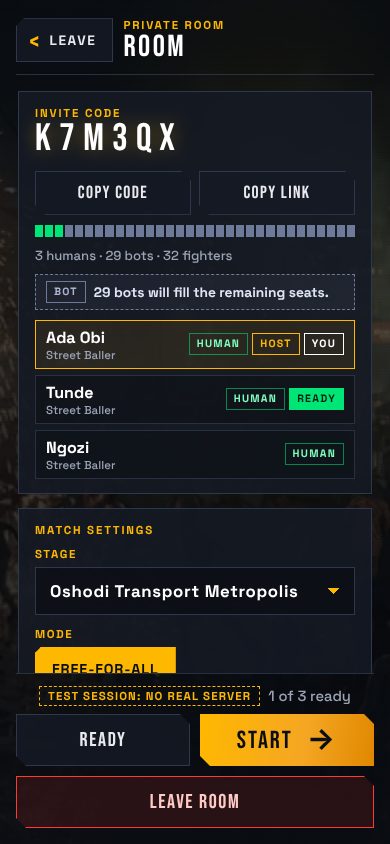 < LEAVE
PRIVATE ROOM
ROOM
INVITE CODE
K7M3QX
COPY CODE
COPY LINK
3 humans · 29 bots · 32 fighters
BOT 29 bots will fill the remaining seats.
Ada Obi
Street Baller
HUMAN HOST YOU
Tunde
Street Baller
HUMAN READY
Ngozi
Street Baller
HUMAN
MATCH SETTINGS
STAGE
Oshodi Transport Metropolis
MODE
FREE-FOR-ALL
TEST SESSION: NO REAL SERVER 1 of 3 ready
READY
START →
LEAVE ROOM